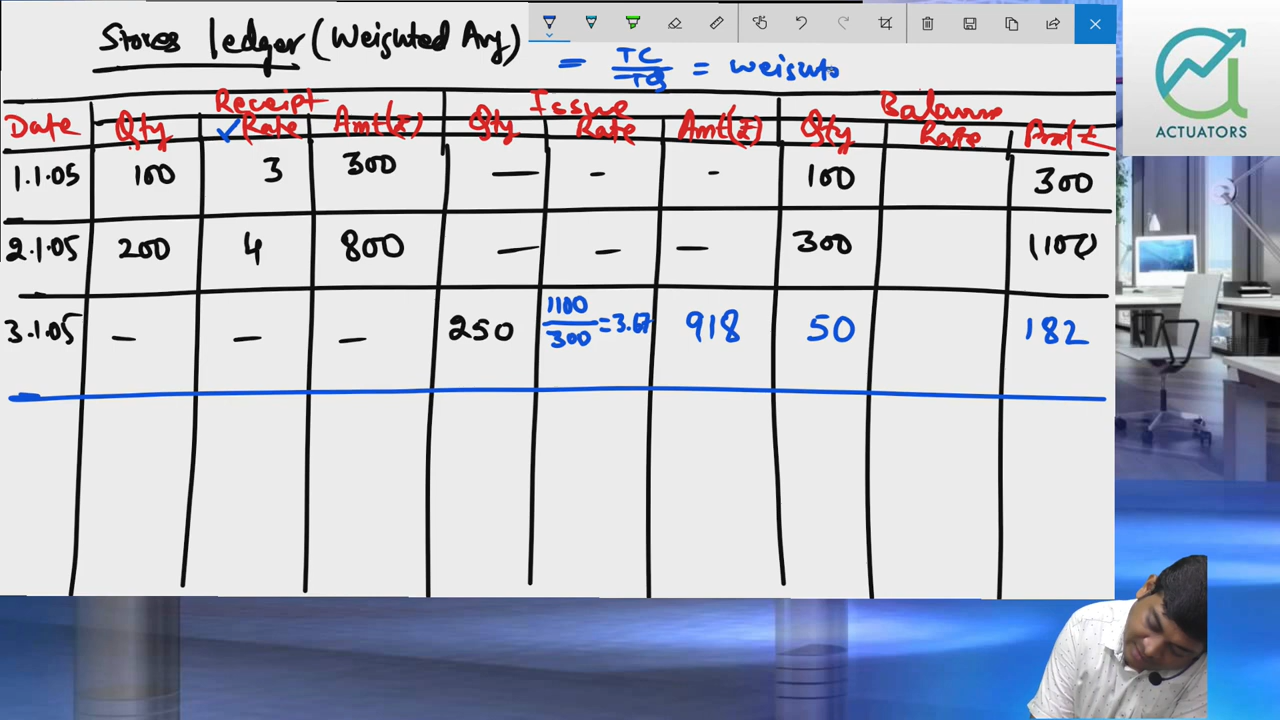 Stores ledger (Weighted Avg)
= TC / TQ = weighte
Receipt Issue Balance
Date Qty ✓Rate Amt(₹) Qty Rate Amt(₹) Qty Rate Amt ₹
1.1.05 100 3 300 — - - 100 300
2.1.05 200 4 800 — - — 300 1100
3.1.05 — — — 250 1100/300 =3.67 918 50 182
ACTUATORS